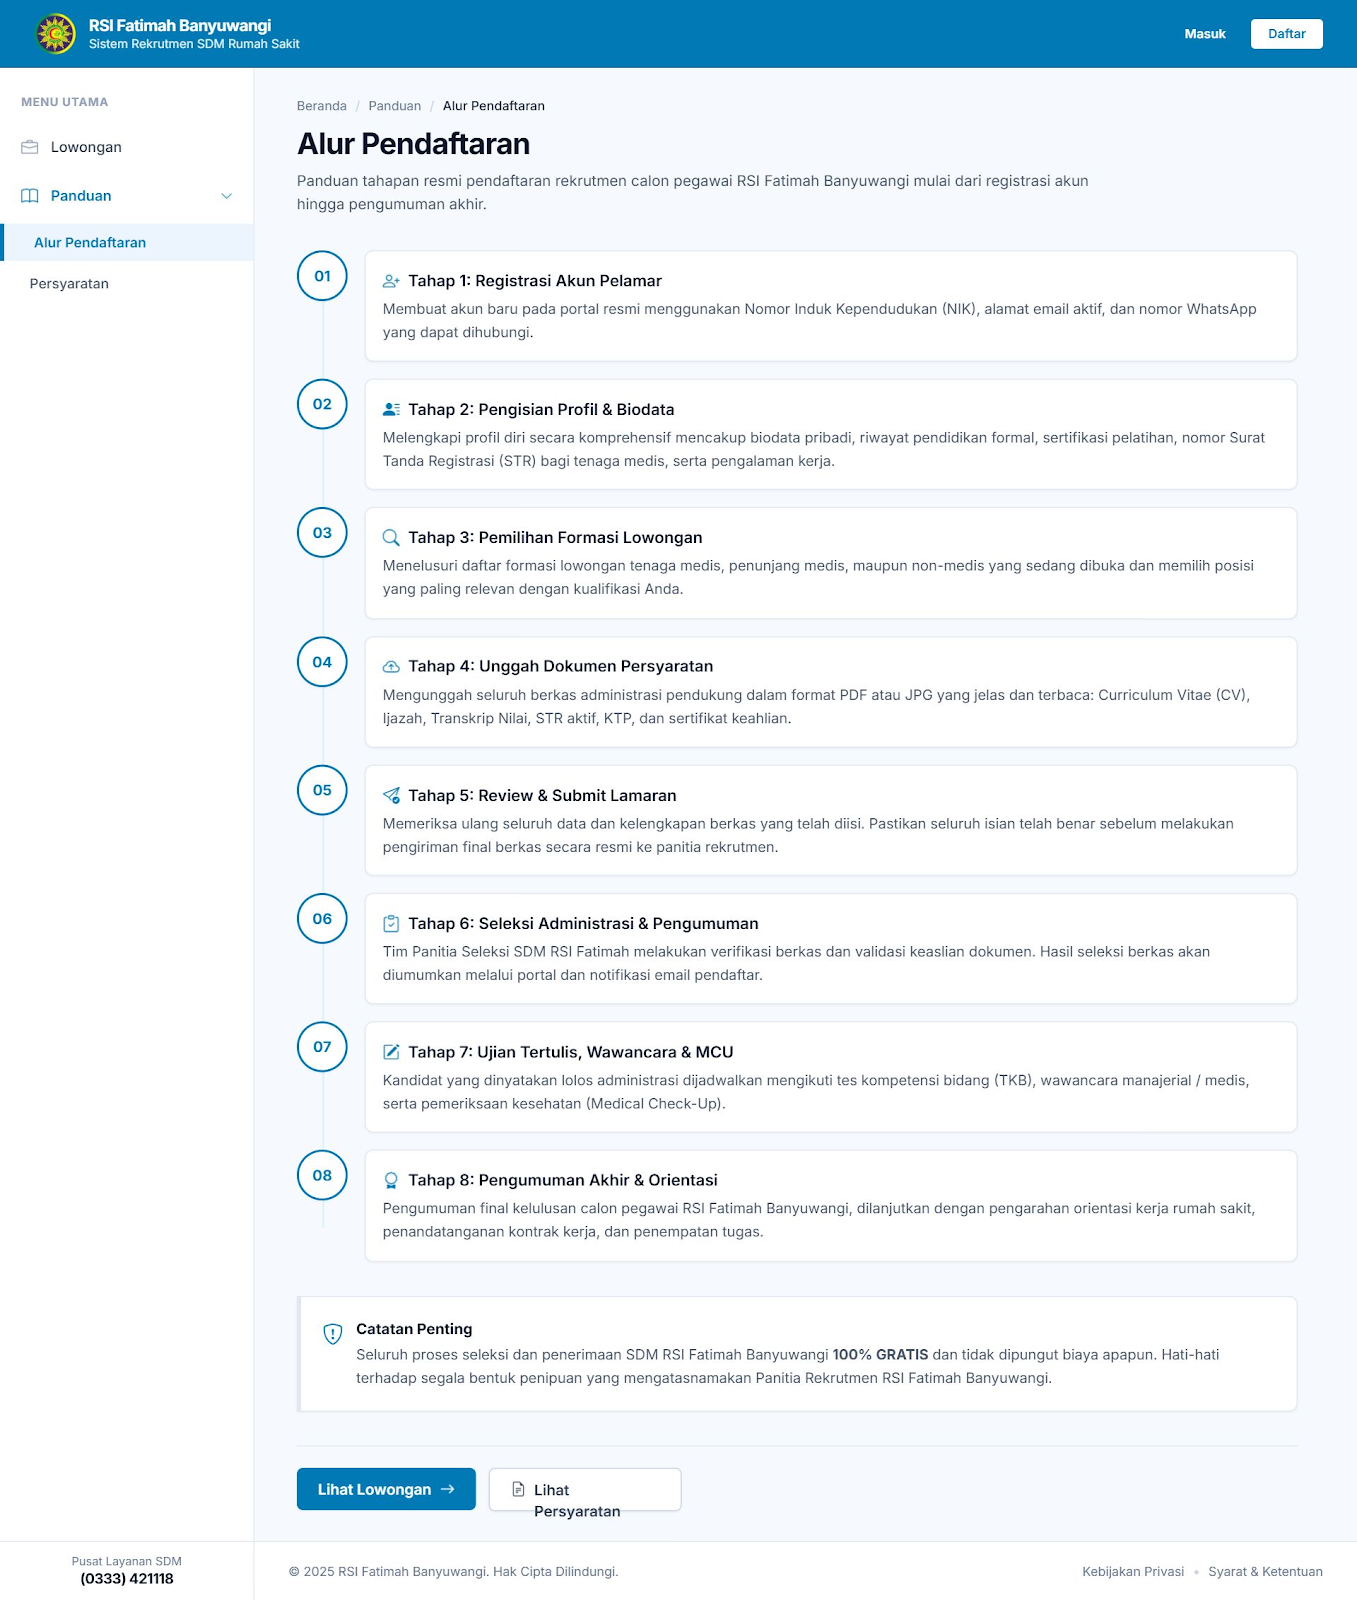 RSI Fatimah Banyuwangi
Sistem Rekrutmen SDM Rumah Sakit
Masuk
Daftar
MENU UTAMA
Lowongan
Panduan
Alur Pendaftaran
Persyaratan
Beranda / Panduan / Alur Pendaftaran
Alur Pendaftaran
Panduan tahapan resmi pendaftaran rekrutmen calon pegawai RSI Fatimah Banyuwangi mulai dari registrasi akun
hingga pengumuman akhir.
01
Tahap 1: Registrasi Akun Pelamar
Membuat akun baru pada portal resmi menggunakan Nomor Induk Kependudukan (NIK), alamat email aktif, dan nomor WhatsApp
yang dapat dihubungi.
02
Tahap 2: Pengisian Profil & Biodata
Melengkapi profil diri secara komprehensif mencakup biodata pribadi, riwayat pendidikan formal, sertifikasi pelatihan, nomor Surat
Tanda Registrasi (STR) bagi tenaga medis, serta pengalaman kerja.
03
Tahap 3: Pemilihan Formasi Lowongan
Menelusuri daftar formasi lowongan tenaga medis, penunjang medis, maupun non-medis yang sedang dibuka dan memilih posisi
yang paling relevan dengan kualifikasi Anda.
04
Tahap 4: Unggah Dokumen Persyaratan
Mengunggah seluruh berkas administrasi pendukung dalam format PDF atau JPG yang jelas dan terbaca: Curriculum Vitae (CV),
Ijazah, Transkrip Nilai, STR aktif, KTP, dan sertifikat keahlian.
05
Tahap 5: Review & Submit Lamaran
Memeriksa ulang seluruh data dan kelengkapan berkas yang telah diisi. Pastikan seluruh isian telah benar sebelum melakukan
pengiriman final berkas secara resmi ke panitia rekrutmen.
06
Tahap 6: Seleksi Administrasi & Pengumuman
Tim Panitia Seleksi SDM RSI Fatimah melakukan verifikasi berkas dan validasi keaslian dokumen. Hasil seleksi berkas akan
diumumkan melalui portal dan notifikasi email pendaftar.
07
Tahap 7: Ujian Tertulis, Wawancara & MCU
Kandidat yang dinyatakan lolos administrasi dijadwalkan mengikuti tes kompetensi bidang (TKB), wawancara manajerial / medis,
serta pemeriksaan kesehatan (Medical Check-Up).
08
Tahap 8: Pengumuman Akhir & Orientasi
Pengumuman final kelulusan calon pegawai RSI Fatimah Banyuwangi, dilanjutkan dengan pengarahan orientasi kerja rumah sakit,
penandatanganan kontrak kerja, dan penempatan tugas.
Catatan Penting
Seluruh proses seleksi dan penerimaan SDM RSI Fatimah Banyuwangi 100% GRATIS dan tidak dipungut biaya apapun. Hati-hati
terhadap segala bentuk penipuan yang mengatasnamakan Panitia Rekrutmen RSI Fatimah Banyuwangi.
Lihat Lowongan →
Lihat
Persyaratan
Pusat Layanan SDM
(0333) 421118
© 2025 RSI Fatimah Banyuwangi. Hak Cipta Dilindungi.
Kebijakan Privasi • Syarat & Ketentuan